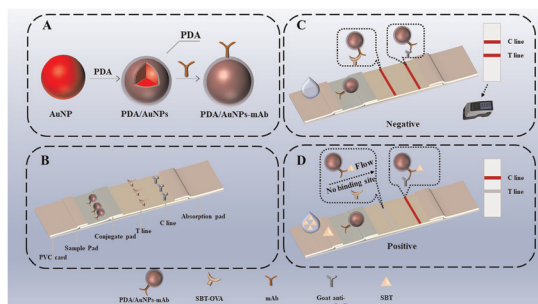 A
PDA
PDA
AuNP
PDA/AuNPs
PDA/AuNPs-mAb
B
Absorption pad
C line
T line
Conjugate pad
Sample Pad
PVC card
C
C line
T line
Negative
D
Flow
No binding site
C line
T line
Positive
PDA/AuNPs-mAb
SBT-OVA
mAb
Goat anti-
SBT